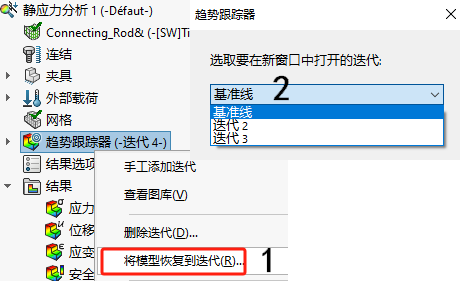 静应力分析 1 (-Défaut-)
Connecting_Rod& (-[SW]Ti
连结
夹具
外部载荷
网格
趋势跟踪器 (-迭代 4-)
结果选项
结果
应力
位移
应变
安全
手工添加迭代
查看图库(V)
删除迭代(D)...
将模型恢复到迭代(R)...
1
趋势跟踪器
选取要在新窗口中打开的迭代:
基准线
2
基准线
迭代 2
迭代 3